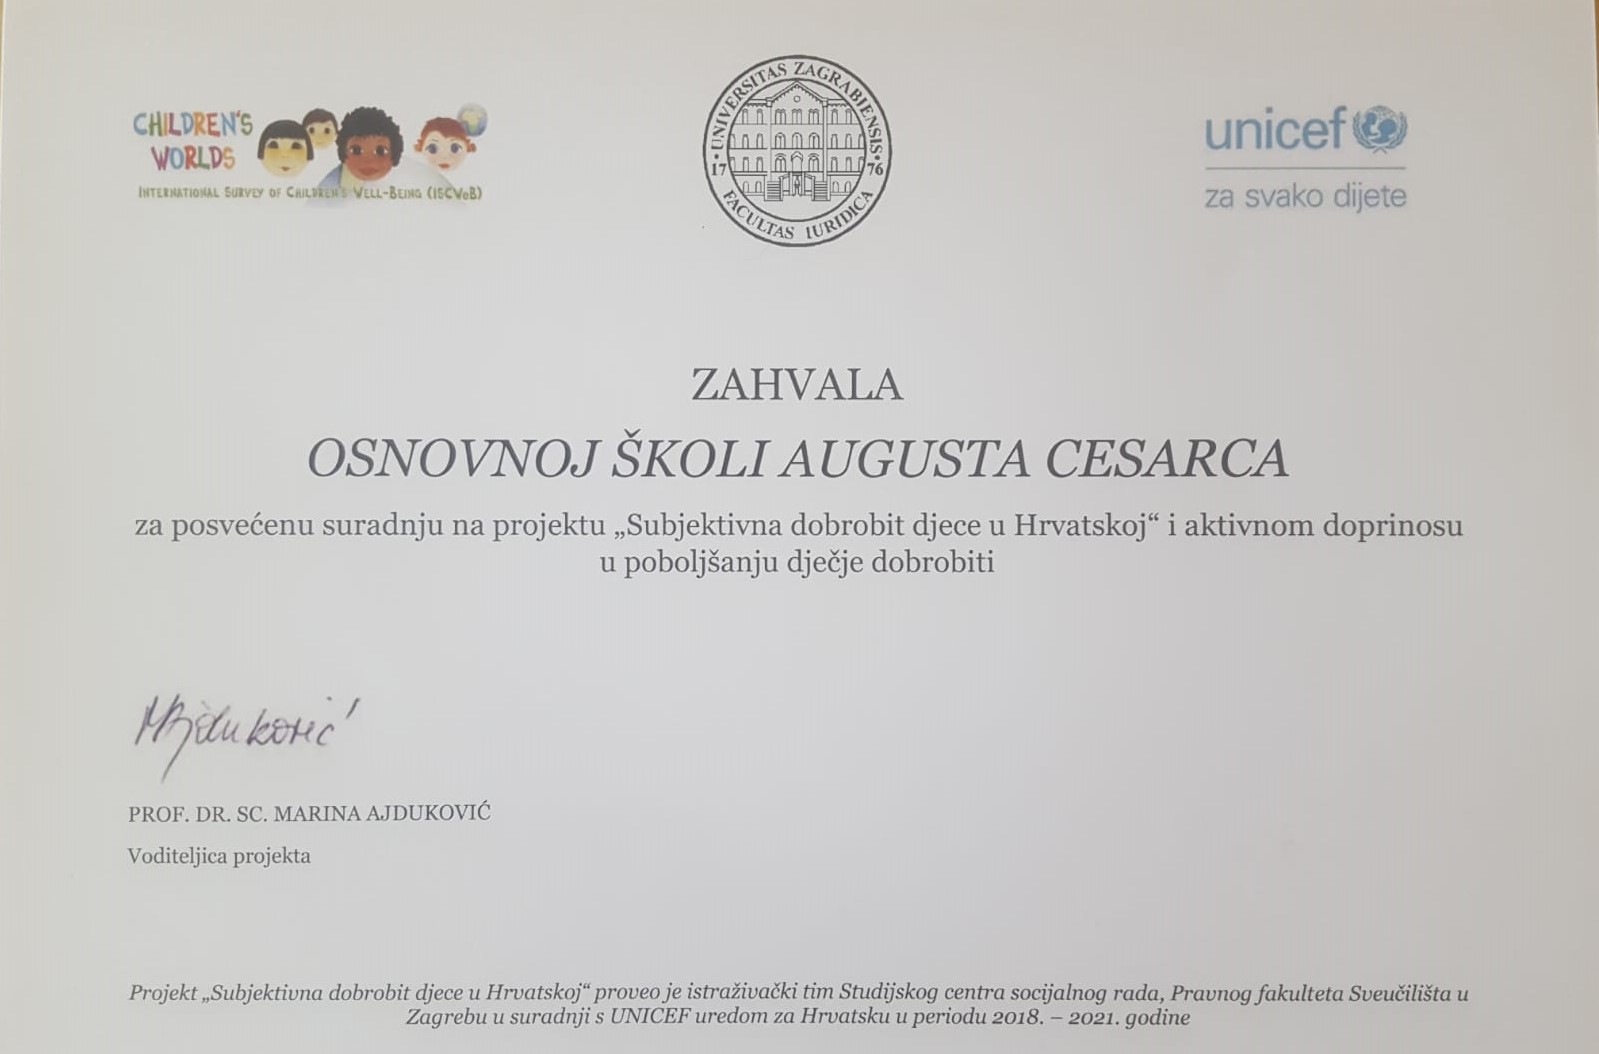 CHILDREN'S
WORLDS
INTERNATIONAL SURVEY OF CHILDREN'S WELL-BEING (ISCWeB)
UNIVERSITAS ZAGRABIENSIS
17 76
FACULTAS IURIDICA
unicef
za svako dijete
ZAHVALA
OSNOVNOJ ŠKOLI AUGUSTA CESARCA
za posvećenu suradnju na projektu „Subjektivna dobrobit djece u Hrvatskoj“ i aktivnom doprinosu
u poboljšanju dječje dobrobiti
MAjduković
PROF. DR. SC. MARINA AJDUKOVIĆ
Voditeljica projekta
Projekt „Subjektivna dobrobit djece u Hrvatskoj“ proveo je istraživački tim Studijskog centra socijalnog rada, Pravnog fakulteta Sveučilišta u
Zagrebu u suradnji s UNICEF uredom za Hrvatsku u periodu 2018. – 2021. godine